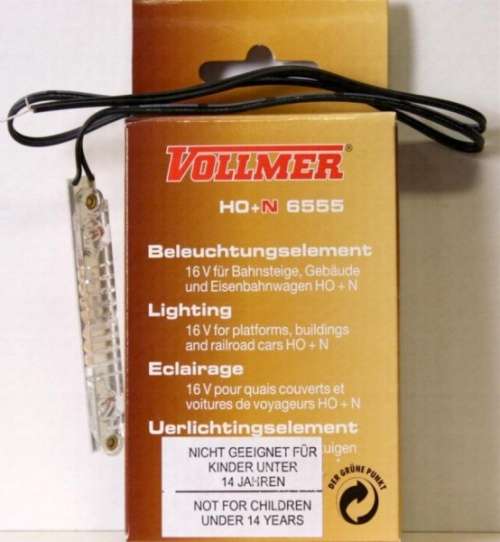 VOLLMER
HO+N 6555
Beleuchtungselement
16 V für Bahnsteige, Gebäude
und Eisenbahnwagen HO + N
Lighting
16 V for platforms, buildings
and railroad cars HO + N
Eclairage
16 V pour quais couverts et
voitures de voyageurs HO + N
Uerlichtingselement
NICHT GEEIGNET FÜR
KINDER UNTER
14 JAHREN
NOT FOR CHILDREN
UNDER 14 YEARS
DER GRÜNE PUNKT